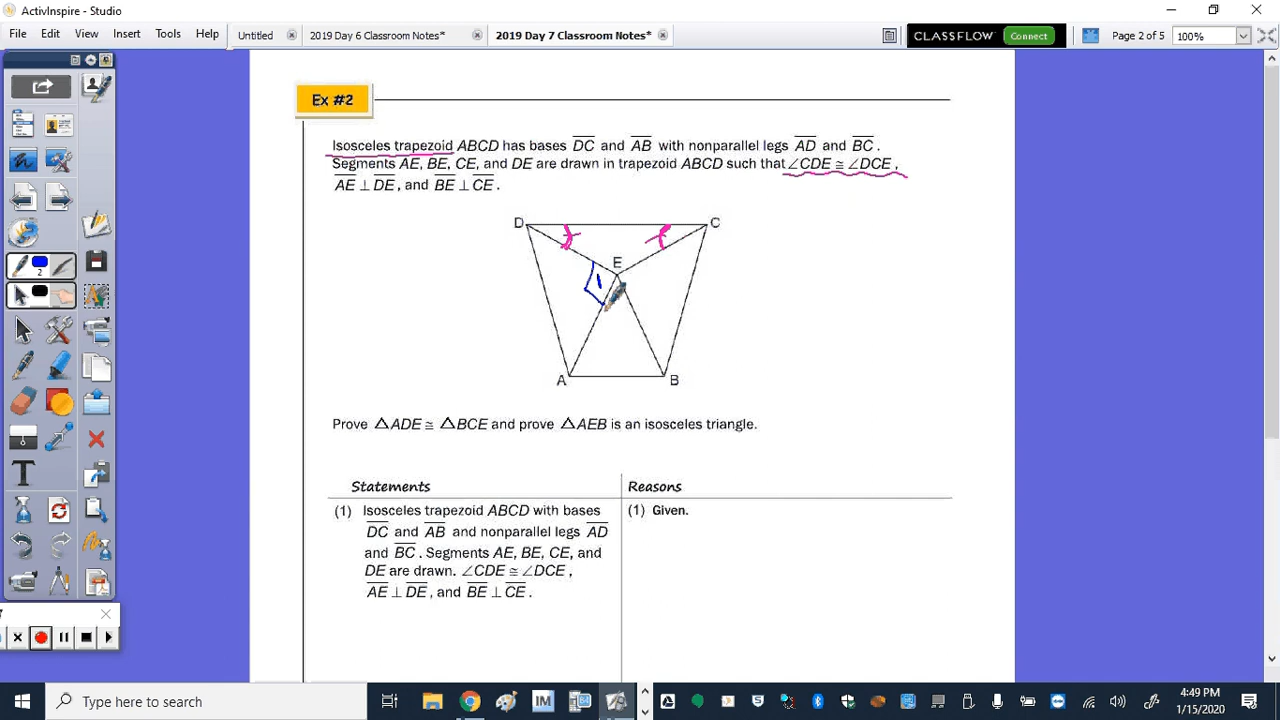 ActivInspire - Studio
File Edit View Insert Tools Help
Untitled
2019 Day 6 Classroom Notes*
2019 Day 7 Classroom Notes*
CLASSFLOW Connect
Page 2 of 5
100%
Ex #2
Isosceles trapezoid ABCD has bases DC and AB with nonparallel legs AD and BC.
Segments AE, BE, CE, and DE are drawn in trapezoid ABCD such that ∠CDE ≅ ∠DCE,
AE ⊥ DE, and BE ⊥ CE.
D C
E
1
A B
Prove △ADE ≅ △BCE and prove △AEB is an isosceles triangle.
Statements Reasons
(1) Isosceles trapezoid ABCD with bases
DC and AB and nonparallel legs AD
and BC. Segments AE, BE, CE, and
DE are drawn. ∠CDE ≅ ∠DCE,
AE ⊥ DE, and BE ⊥ CE.
(1) Given.
2
T
Type here to search
IM
4:49 PM
1/15/2020